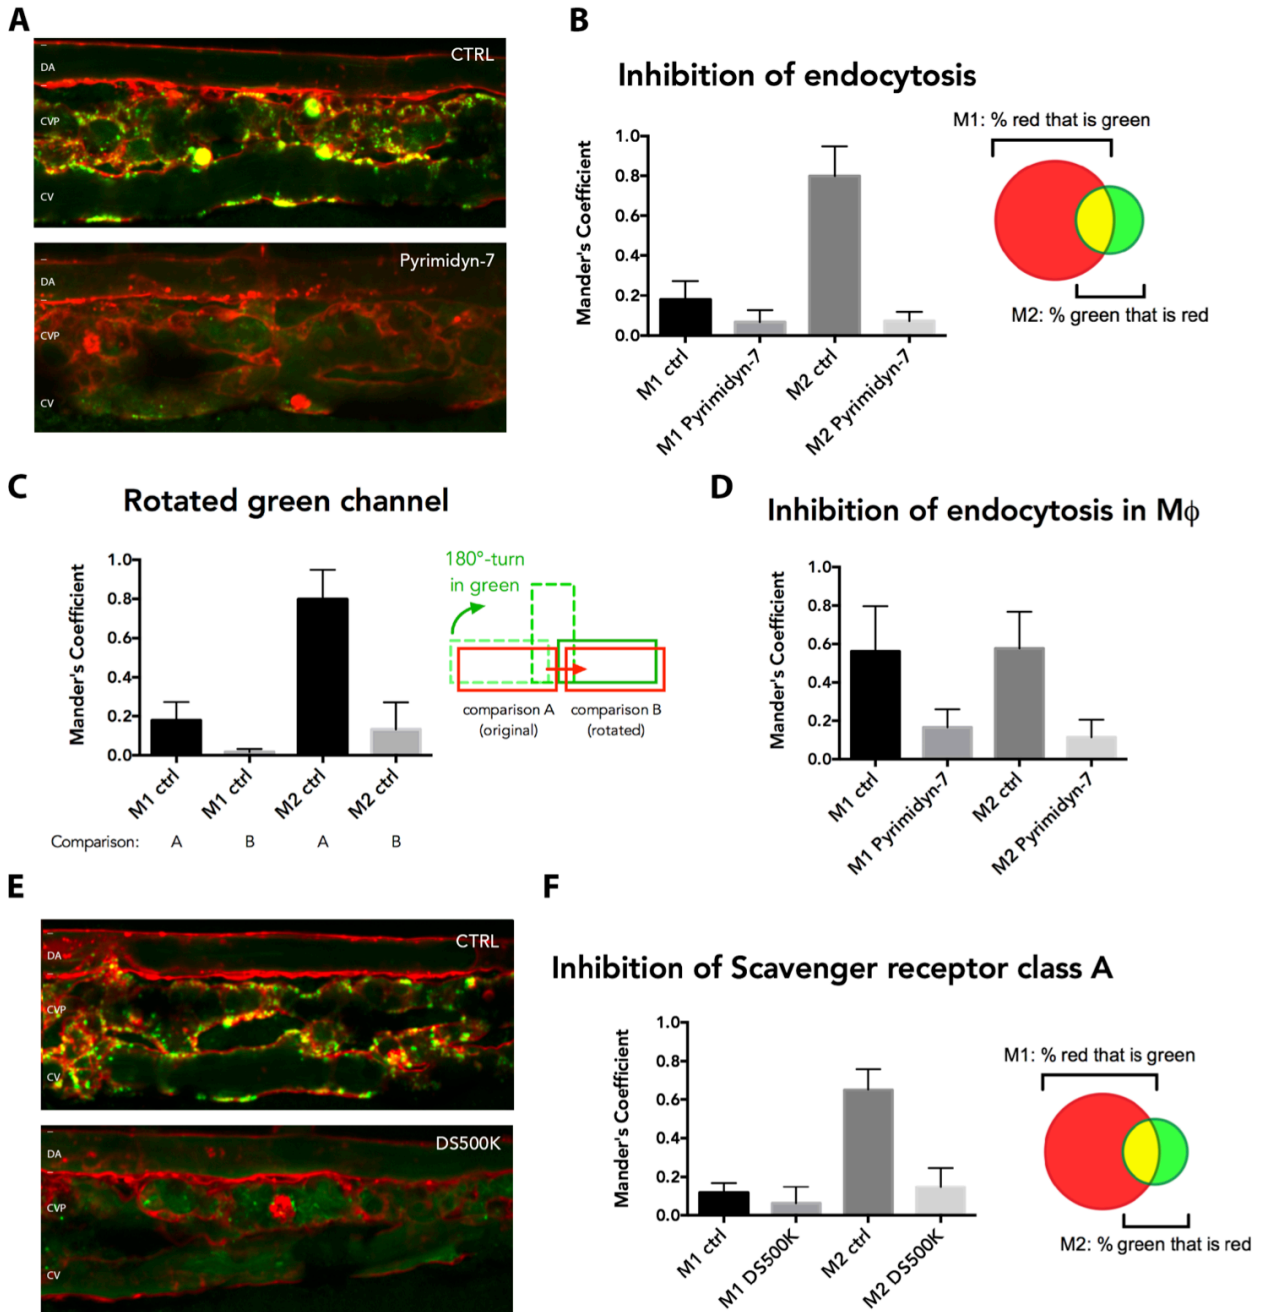 A
CTRL
DA
CVP
CV
Pyrimidyn-7
DA
CVP
CV
B
Inhibition of endocytosis
Mander's Coefficient
1.0
0.8
0.6
0.4
0.2
0.0
M1 ctrl
M1 Pyrimidyn-7
M2 ctrl
M2 Pyrimidyn-7
M1: % red that is green
M2: % green that is red
C
Rotated green channel
Mander's Coefficient
1.0
0.8
0.6
0.4
0.2
0.0
M1 ctrl
M1 ctrl
M2 ctrl
M2 ctrl
Comparison: A B A B
180°-turn
in green
comparison A
(original)
comparison B
(rotated)
D
Inhibition of endocytosis in Mϕ
Mander's Coefficient
1.0
0.8
0.6
0.4
0.2
0.0
M1 ctrl
M1 Pyrimidyn-7
M2 ctrl
M2 Pyrimidyn-7
E
CTRL
DA
CVP
CV
DS500K
DA
CVP
CV
F
Inhibition of Scavenger receptor class A
Mander's Coefficient
1.0
0.8
0.6
0.4
0.2
0.0
M1 ctrl
M1 DS500K
M2 ctrl
M2 DS500K
M1: % red that is green
M2: % green that is red